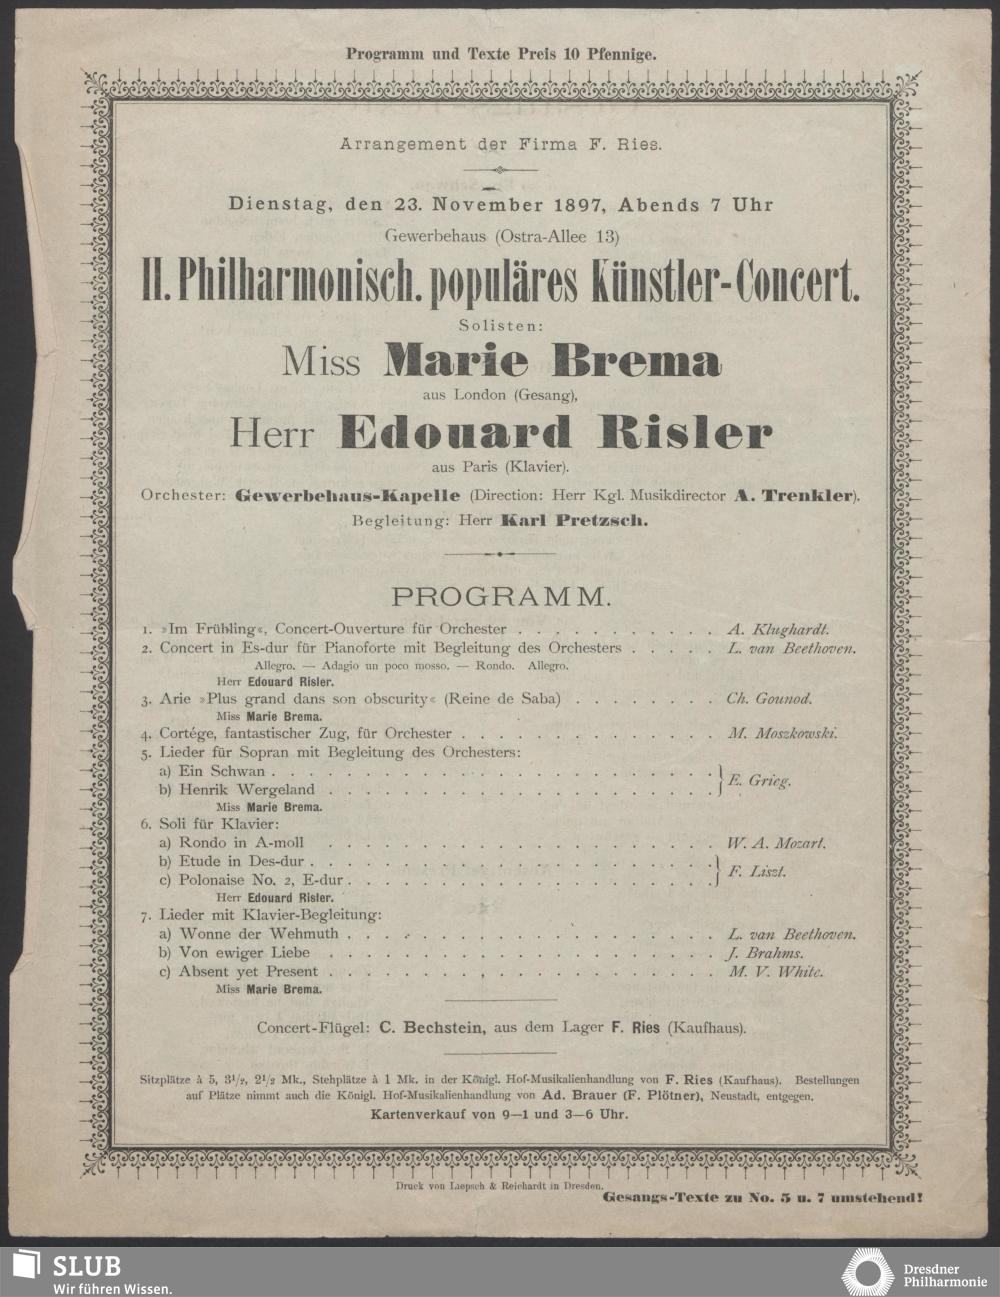 Programm und Texte Preis 10 Pfennige.
Arrangement der Firma F. Ries.
Dienstag, den 23. November 1897, Abends 7 Uhr
Gewerbehaus (Ostra-Allee 13)
II. Philharmonisch. populäres Künstler-Concert.
Solisten:
Miss Marie Brema
aus London (Gesang),
Herr Edouard Risler
aus Paris (Klavier).
Orchester: Gewerbehaus-Kapelle (Direction: Herr Kgl. Musikdirector A. Trenkler).
Begleitung: Herr Karl Pretzsch.
PROGRAMM.
1. »Im Frühling«, Concert-Ouverture für Orchester . . . . . . . . . . . A. Klughardt.
2. Concert in Es-dur für Pianoforte mit Begleitung des Orchesters . . . . . L. van Beethoven.
Allegro. — Adagio un poco mosso. — Rondo. Allegro.
Herr Edouard Risler.
3. Arie »Plus grand dans son obscurity« (Reine de Saba) . . . . . . . . Ch. Gounod.
Miss Marie Brema.
4. Cortége, fantastischer Zug, für Orchester . . . . . . . . . . . . . . M. Moszkowski.
5. Lieder für Sopran mit Begleitung des Orchesters:
a) Ein Schwan . . . . . . . . . . . . . . . . . . . . . . .
E. Grieg.
b) Henrik Wergeland . . . . . . . . . . . . . . . . . . . .
Miss Marie Brema.
6. Soli für Klavier:
a) Rondo in A-moll . . . . . . . . . . . . . . . . . . . . W. A. Mozart.
b) Etude in Des-dur . . . . . . . . . . . . . . . . . . . . .
F. Liszt.
c) Polonaise No. 2, E-dur . . . . . . . . . . . . . . . . . . .
Herr Edouard Risler.
7. Lieder mit Klavier-Begleitung:
a) Wonne der Wehmuth . . . . . . . . . . . . . . . . . . . L. van Beethoven.
b) Von ewiger Liebe . . . . . . . . . . . . . . . . . . . . J. Brahms.
c) Absent yet Present . . . . . . . . . . . . . . . . . . . . M. V. White.
Miss Marie Brema.
Concert-Flügel: C. Bechstein, aus dem Lager F. Ries (Kaufhaus).
Sitzplätze à 5, 3½, 2½ Mk., Stehplätze à 1 Mk. in der Königl. Hof-Musikalienhandlung von F. Ries (Kaufhaus). Bestellungen
auf Plätze nimmt auch die Königl. Hof-Musikalienhandlung von Ad. Brauer (F. Plötner), Neustadt, entgegen.
Kartenverkauf von 9—1 und 3—6 Uhr.
Druck von Liepsch & Reichardt in Dresden.
Gesangs-Texte zu No. 5 u. 7 umstehend!
SLUB
Wir führen Wissen.
Dresdner
Philharmonie